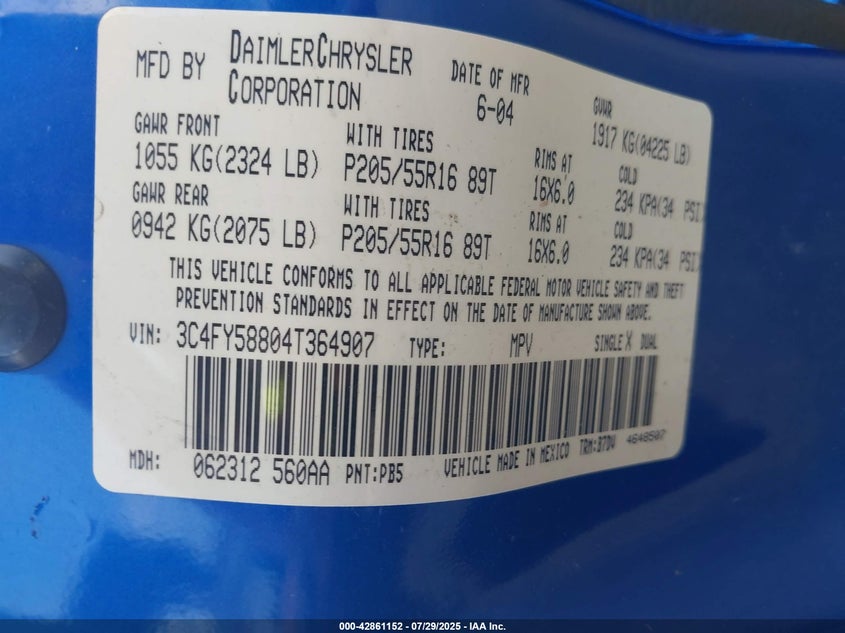 MFD BY DAIMLERCHRYSLER CORPORATION
DATE OF MFR 6-04
GVWR 1917 KG(04225 LB)
GAWR FRONT WITH TIRES RIMS AT COLD
1055 KG(2324 LB) P205/55R16 89T 16X6.0 234 KPA(34 PSI)
GAWR REAR WITH TIRES RIMS AT COLD
0942 KG(2075 LB) P205/55R16 89T 16X6.0 234 KPA(34 PSI)
THIS VEHICLE CONFORMS TO ALL APPLICABLE FEDERAL MOTOR VEHICLE SAFETY AND THEFT
PREVENTION STANDARDS IN EFFECT ON THE DATE OF MANUFACTURE SHOWN ABOVE.
VIN: 3C4FY58804T364907 TYPE: MPV SINGLE X DUAL
MDH: 062312 560AA PNT:PB5 VEHICLE MADE IN MEXICO TRM:B7DV 4648507
000-42861152 | 07/29/2025 - IAA Inc.